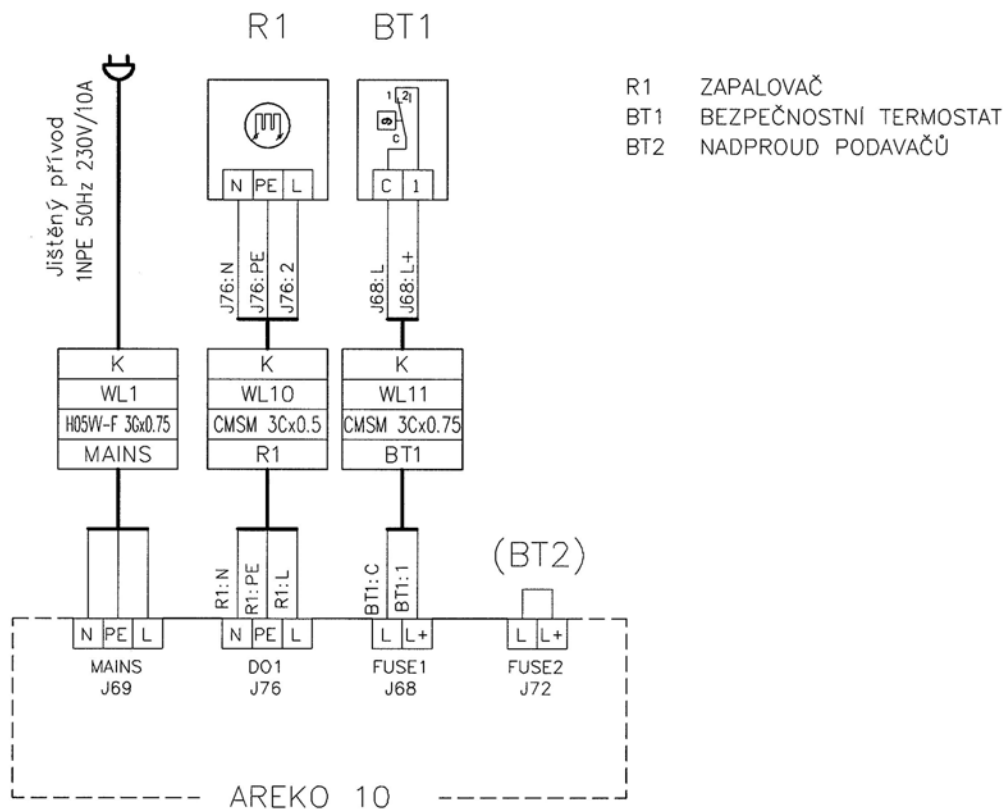 R1 BT1
R1 ZAPALOVAČ
BT1 BEZPEČNOSTNÍ TERMOSTAT
BT2 NADPROUD PODAVAČŮ
Jištěný přívod
1NPE 50Hz 230V/10A
1 2
C
N PE L
C 1
J76:N
J76:PE
J76:2
J68:L
J68:L+
K
WL1
H05VV-F 3Gx0.75
MAINS
K
WL10
CMSM 3Cx0.5
R1
K
WL11
CMSM 3Cx0.75
BT1
R1:N
R1:PE
R1:L
BT1:C
BT1:1
(BT2)
N PE L
MAINS
J69
N PE L
DO1
J76
L L+
FUSE1
J68
L L+
FUSE2
J72
AREKO 10